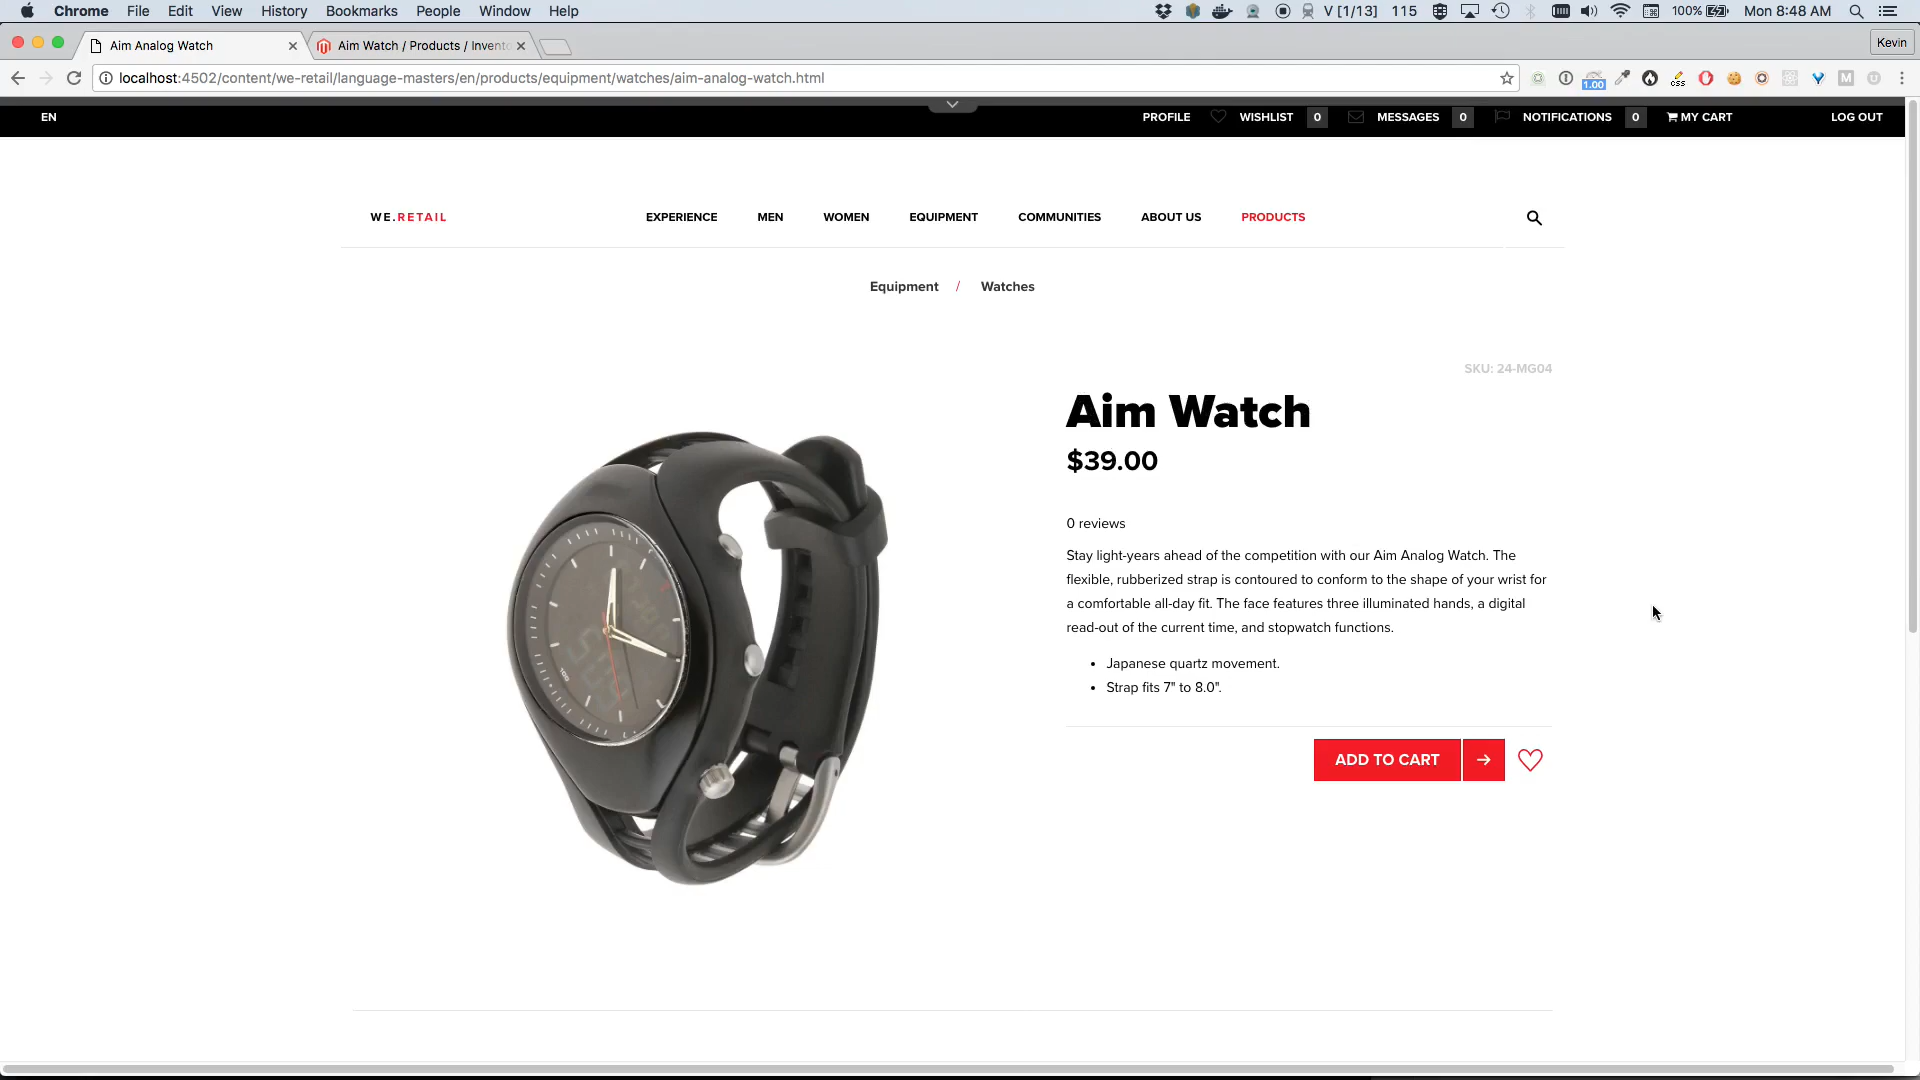 Chrome File Edit View History Bookmarks People Window Help V [1/13] 115 100% Mon 8:48 AM
Aim Analog Watch Aim Watch / Products / Invento Kevin
localhost:4502/content/we-retail/language-masters/en/products/equipment/watches/aim-analog-watch.html 1.00 css M
EN PROFILE WISHLIST 0 MESSAGES 0 NOTIFICATIONS 0 MY CART LOG OUT
WE.RETAIL EXPERIENCE MEN WOMEN EQUIPMENT COMMUNITIES ABOUT US PRODUCTS
Equipment / Watches
SKU: 24-MG04
Aim Watch
$39.00
0 reviews
Stay light-years ahead of the competition with our Aim Analog Watch. The
flexible, rubberized strap is contoured to conform to the shape of your wrist for
a comfortable all-day fit. The face features three illuminated hands, a digital
read-out of the current time, and stopwatch functions.
• Japanese quartz movement.
• Strap fits 7" to 8.0".
ADD TO CART